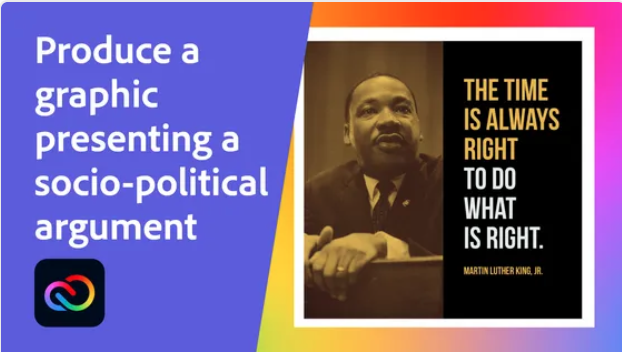 Produce a
graphic
presenting a
socio-political
argument
THE TIME
IS ALWAYS
RIGHT
TO DO
WHAT
IS RIGHT.
MARTIN LUTHER KING, JR.